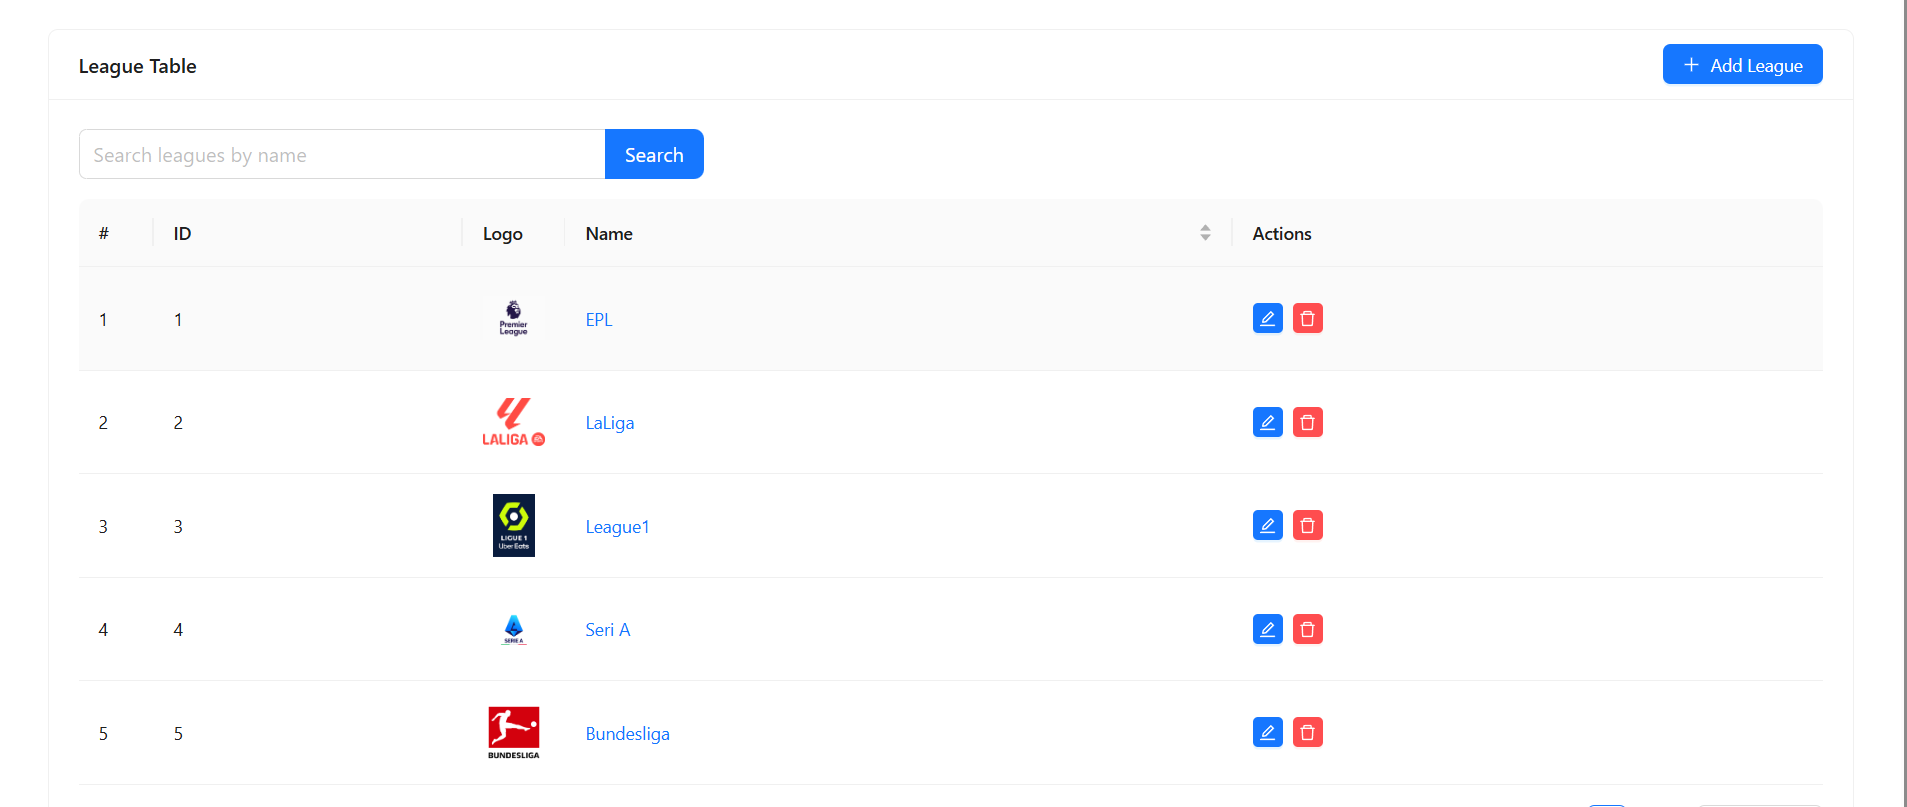 League Table
+ Add League
Search leagues by name
Search
# ID Logo Name Actions
1 1 Premier League EPL
2 2 LALIGA LaLiga
3 3 LIGUE 1 Uber Eats League1
4 4 SERIE A Seri A
5 5 BUNDESLIGA Bundesliga